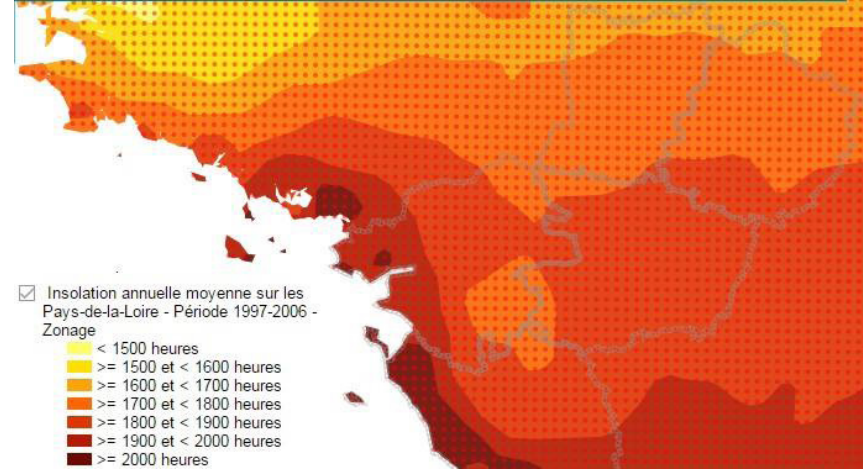 Insolation annuelle moyenne sur les
Pays-de-la-Loire - Période 1997-2006 -
Zonage
< 1500 heures
>= 1500 et < 1600 heures
>= 1600 et < 1700 heures
>= 1700 et < 1800 heures
>= 1800 et < 1900 heures
>= 1900 et < 2000 heures
>= 2000 heures